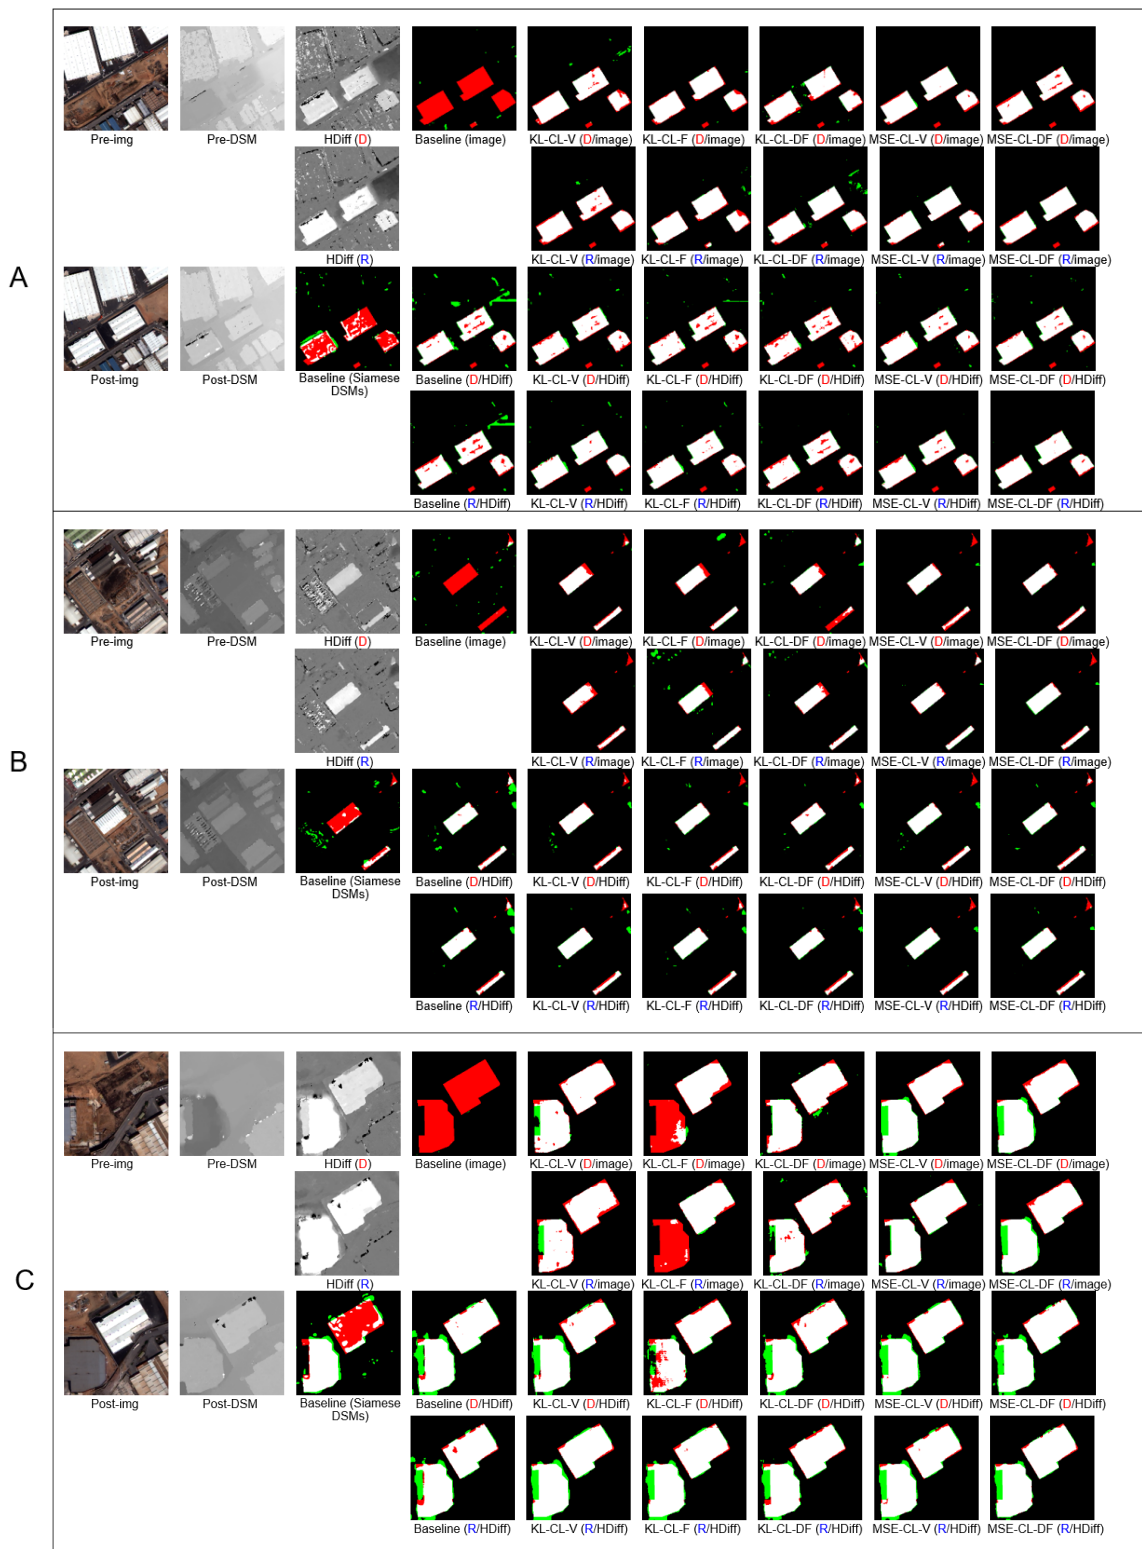 A
Pre-img Pre-DSM HDiff (D) Baseline (image) KL-CL-V (D/image) KL-CL-F (D/image) KL-CL-DF (D/image) MSE-CL-V (D/image) MSE-CL-DF (D/image)
HDiff (R) KL-CL-V (R/image) KL-CL-F (R/image) KL-CL-DF (R/image) MSE-CL-V (R/image) MSE-CL-DF (R/image)
Post-img Post-DSM Baseline (Siamese DSMs) Baseline (D/HDiff) KL-CL-V (D/HDiff) KL-CL-F (D/HDiff) KL-CL-DF (D/HDiff) MSE-CL-V (D/HDiff) MSE-CL-DF (D/HDiff)
Baseline (R/HDiff) KL-CL-V (R/HDiff) KL-CL-F (R/HDiff) KL-CL-DF (R/HDiff) MSE-CL-V (R/HDiff) MSE-CL-DF (R/HDiff)
B
Pre-img Pre-DSM HDiff (D) Baseline (image) KL-CL-V (D/image) KL-CL-F (D/image) KL-CL-DF (D/image) MSE-CL-V (D/image) MSE-CL-DF (D/image)
HDiff (R) KL-CL-V (R/image) KL-CL-F (R/image) KL-CL-DF (R/image) MSE-CL-V (R/image) MSE-CL-DF (R/image)
Post-img Post-DSM Baseline (Siamese DSMs) Baseline (D/HDiff) KL-CL-V (D/HDiff) KL-CL-F (D/HDiff) KL-CL-DF (D/HDiff) MSE-CL-V (D/HDiff) MSE-CL-DF (D/HDiff)
Baseline (R/HDiff) KL-CL-V (R/HDiff) KL-CL-F (R/HDiff) KL-CL-DF (R/HDiff) MSE-CL-V (R/HDiff) MSE-CL-DF (R/HDiff)
C
Pre-img Pre-DSM HDiff (D) Baseline (image) KL-CL-V (D/image) KL-CL-F (D/image) KL-CL-DF (D/image) MSE-CL-V (D/image) MSE-CL-DF (D/image)
HDiff (R) KL-CL-V (R/image) KL-CL-F (R/image) KL-CL-DF (R/image) MSE-CL-V (R/image) MSE-CL-DF (R/image)
Post-img Post-DSM Baseline (Siamese DSMs) Baseline (D/HDiff) KL-CL-V (D/HDiff) KL-CL-F (D/HDiff) KL-CL-DF (D/HDiff) MSE-CL-V (D/HDiff) MSE-CL-DF (D/HDiff)
Baseline (R/HDiff) KL-CL-V (R/HDiff) KL-CL-F (R/HDiff) KL-CL-DF (R/HDiff) MSE-CL-V (R/HDiff) MSE-CL-DF (R/HDiff)